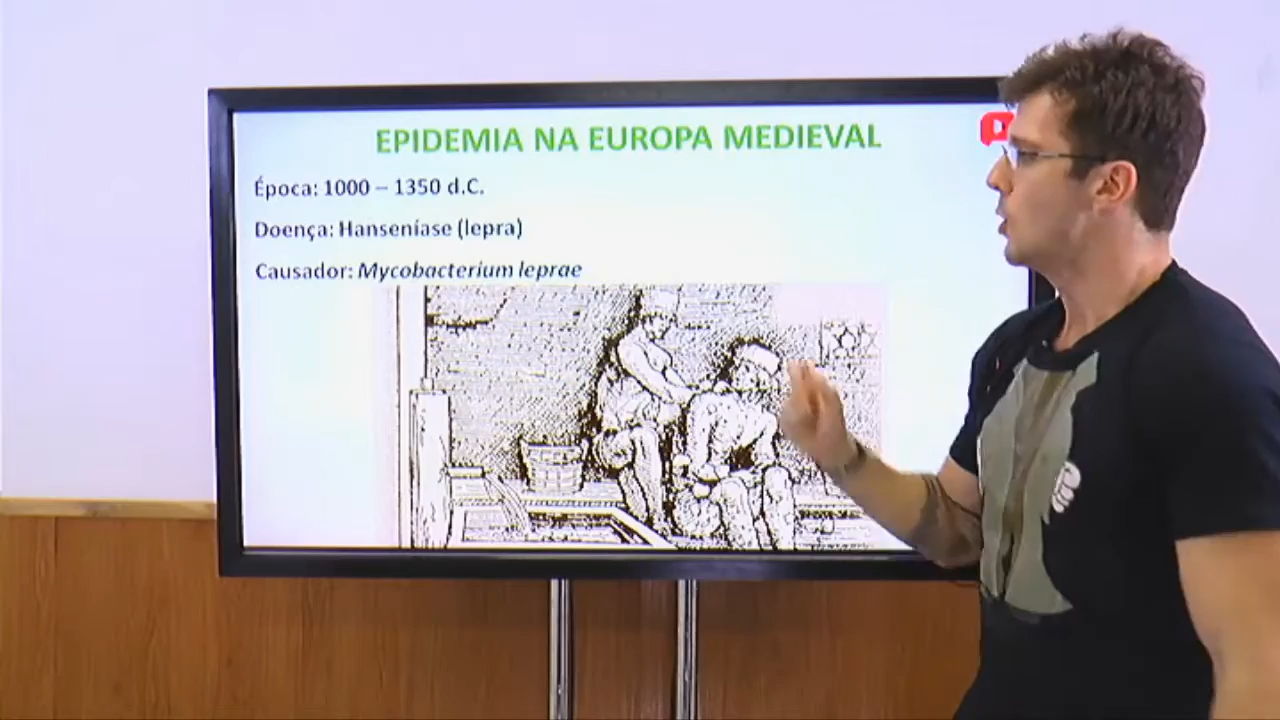 EPIDEMIA NA EUROPA MEDIEVAL
Época: 1000 – 1350 d.C.
Doença: Hanseníase (lepra)
Causador: Mycobacterium leprae